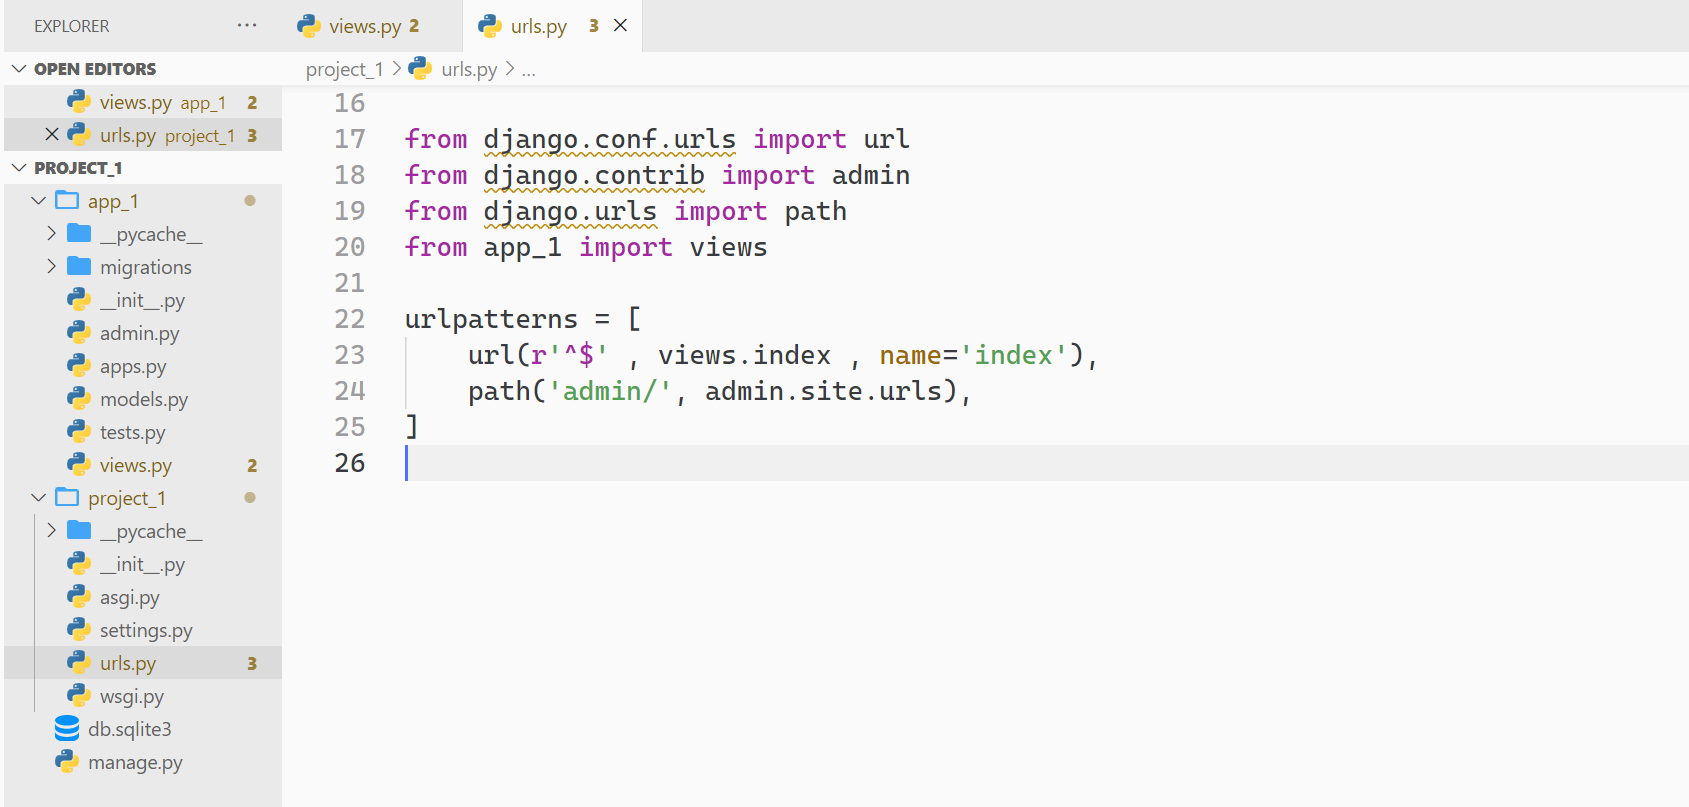 EXPLORER ...
views.py 2
urls.py 3
OPEN EDITORS
views.py app_1 2
urls.py project_1 3
PROJECT_1
app_1
__pycache__
migrations
__init__.py
admin.py
apps.py
models.py
tests.py
views.py 2
project_1
__pycache__
__init__.py
asgi.py
settings.py
urls.py 3
wsgi.py
db.sqlite3
manage.py
project_1 > urls.py > ...
16
17 from django.conf.urls import url
18 from django.contrib import admin
19 from django.urls import path
20 from app_1 import views
21
22 urlpatterns = [
23     url(r'^$' , views.index , name='index'),
24     path('admin/', admin.site.urls),
25 ]
26